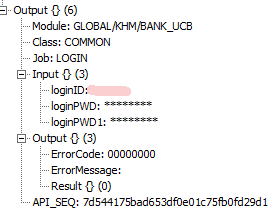 Output {} (6)
Module: GLOBAL/KHM/BANK_UCB
Class: COMMON
Job: LOGIN
Input {} (3)
loginID:
loginPWD: ********
loginPWD1: ********
Output {} (3)
ErrorCode: 00000000
ErrorMessage:
Result {} (0)
API_SEQ: 7d544175bad653df0e01c75fb0fd29d1